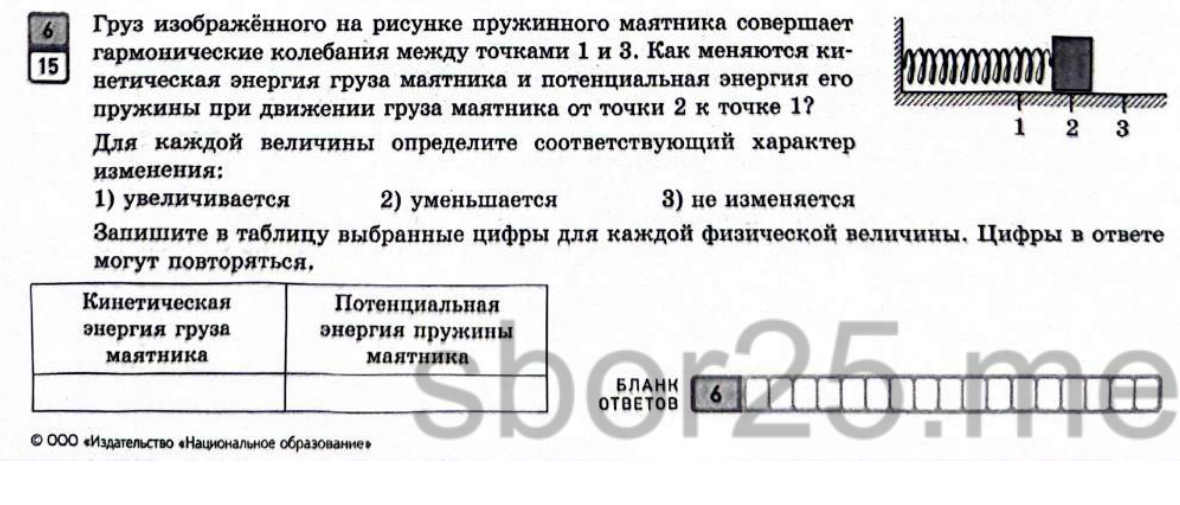 6
15
Груз изображённого на рисунке пружинного маятника совершает
гармонические колебания между точками 1 и 3. Как меняются ки-
нетическая энергия груза маятника и потенциальная энергия его
пружины при движении груза маятника от точки 2 к точке 1?
1 2 3
Для каждой величины определите соответствующий характер
изменения:
1) увеличивается 2) уменьшается 3) не изменяется
Запишите в таблицу выбранные цифры для каждой физической величины. Цифры в ответе
могут повторяться.
Кинетическая
энергия груза
маятника
Потенциальная
энергия пружины
маятника
БЛАНК
ОТВЕТОВ
6
sbor25.me
© ООО «Издательство «Национальное образование»